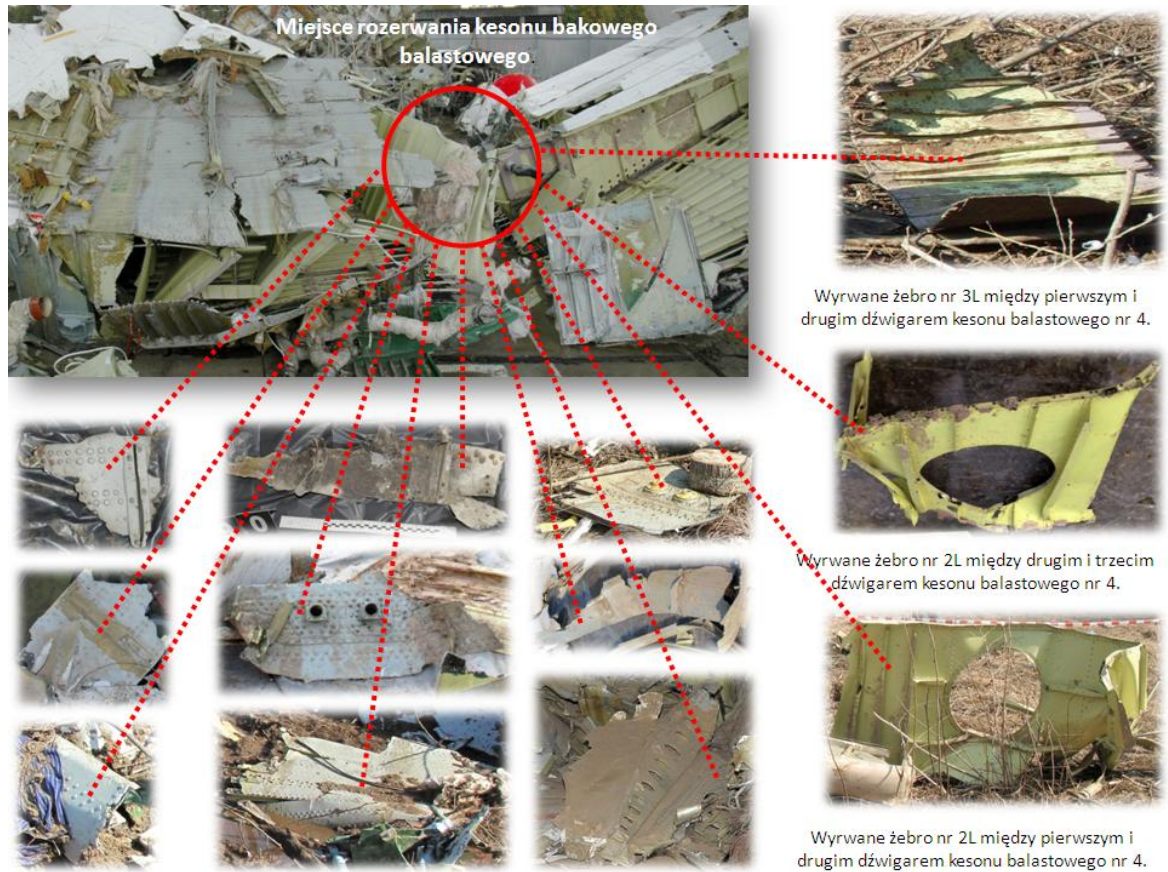 Miejsce rozerwania kesonu bakowego
balastowego
Wyrwane żebro nr 3L między pierwszym i
drugim dźwigarem kesonu balastowego nr 4.
Wyrwane żebro nr 2L między drugim i trzecim
dźwigarem kesonu balastowego nr 4.
Wyrwane żebro nr 2L między pierwszym i
drugim dźwigarem kesonu balastowego nr 4.